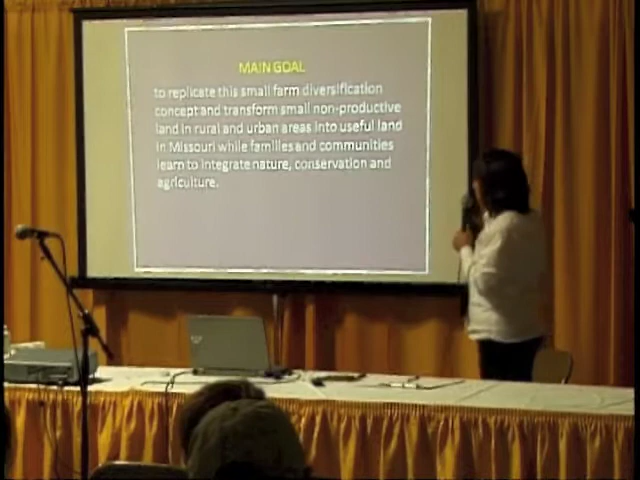 MAIN GOAL
to replicate this small farm diversification
concept and transform small non-productive
land in rural and urban areas into useful land
in Missouri while families and communities
learn to integrate nature, conservation and
agriculture.